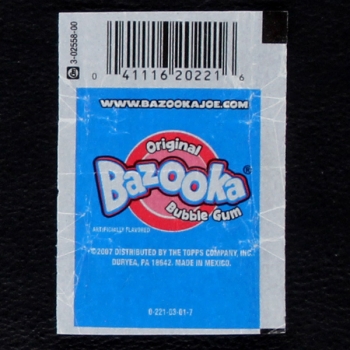 3-02558-00
0 41116 20221 6
WWW.BAZOOKAJOE.COM
Original
Bazooka®
Bubble Gum
ARTIFICIALLY FLAVORED
©2007 DISTRIBUTED BY THE TOPPS COMPANY, INC.
DURYEA, PA 18642. MADE IN MEXICO.
6-221-03-01-7